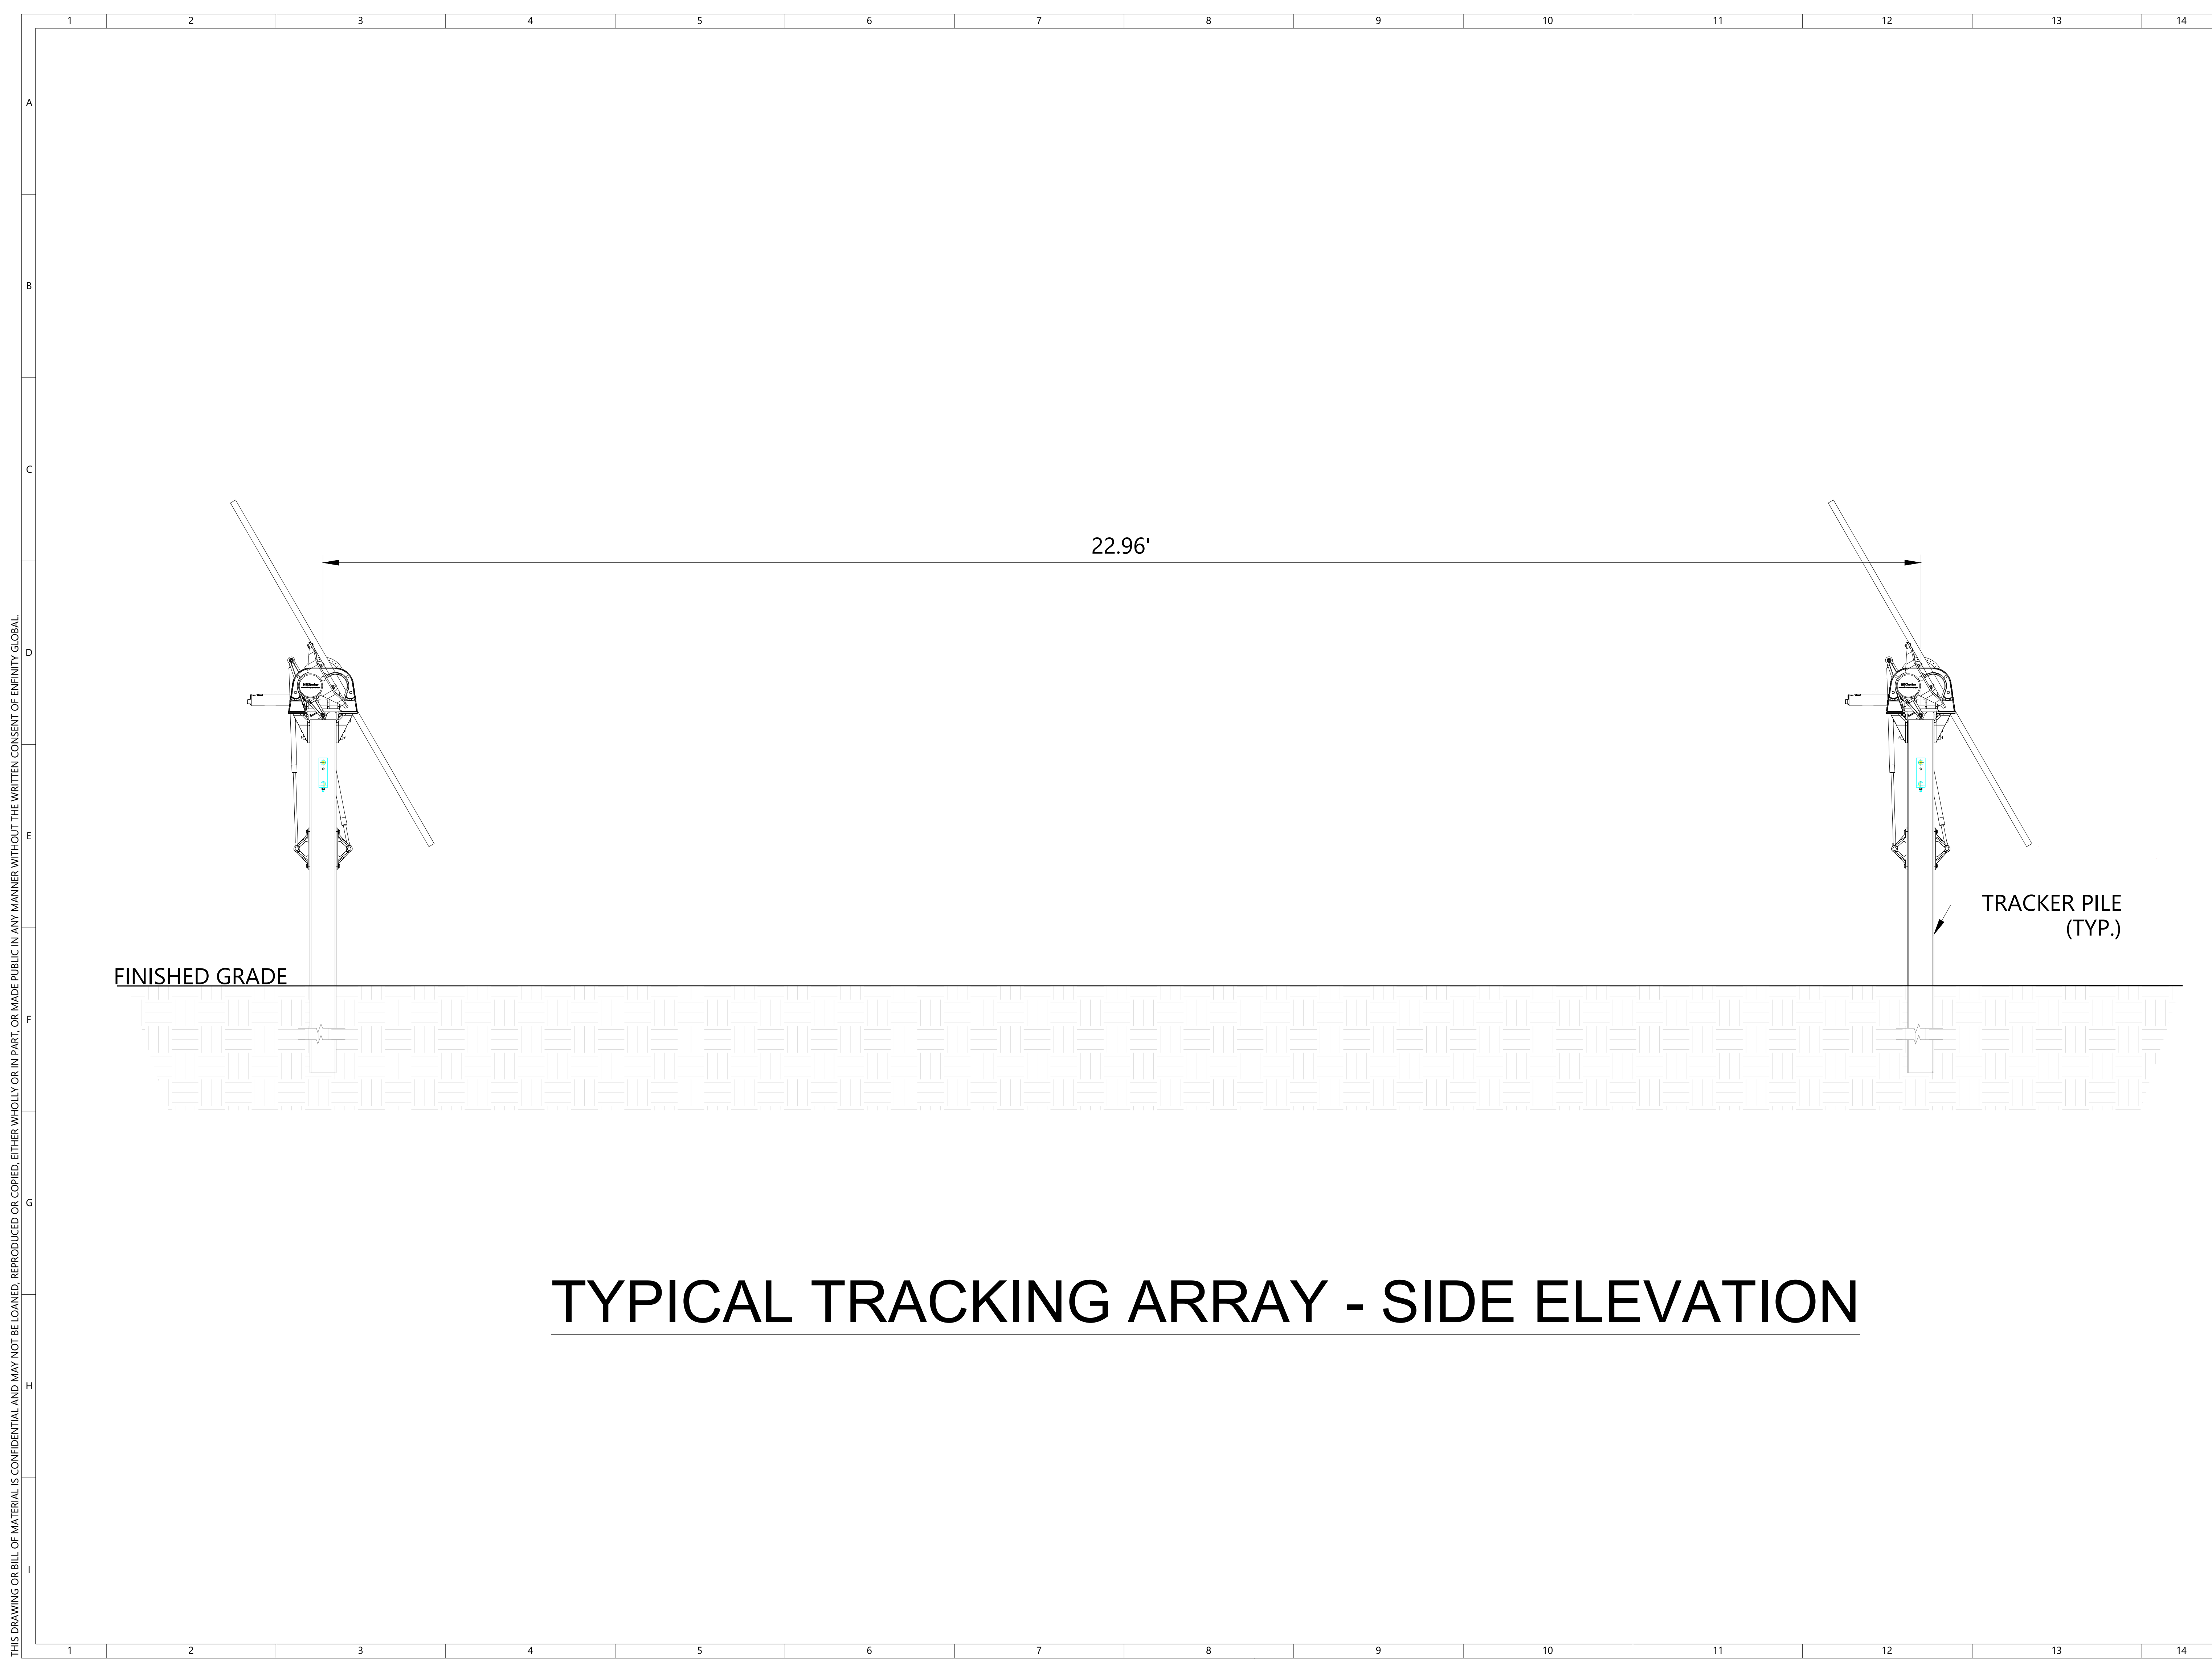 1 2 3 4 5 6 7 8 9 10 11 12 13 14
A
B
C
22.96'
D
E
TRACKER PILE
(TYP.)
FINISHED GRADE
F
G
TYPICAL TRACKING ARRAY - SIDE ELEVATION
H
I
1 2 3 4 5 6 7 8 9 10 11 12 13 14
THIS DRAWING OR BILL OF MATERIAL IS CONFIDENTIAL AND MAY NOT BE LOANED, REPRODUCED OR COPIED, EITHER WHOLLY OR IN PART, OR MADE PUBLIC IN ANY MANNER WITHOUT THE WRITTEN CONSENT OF ENFINITY GLOBAL.